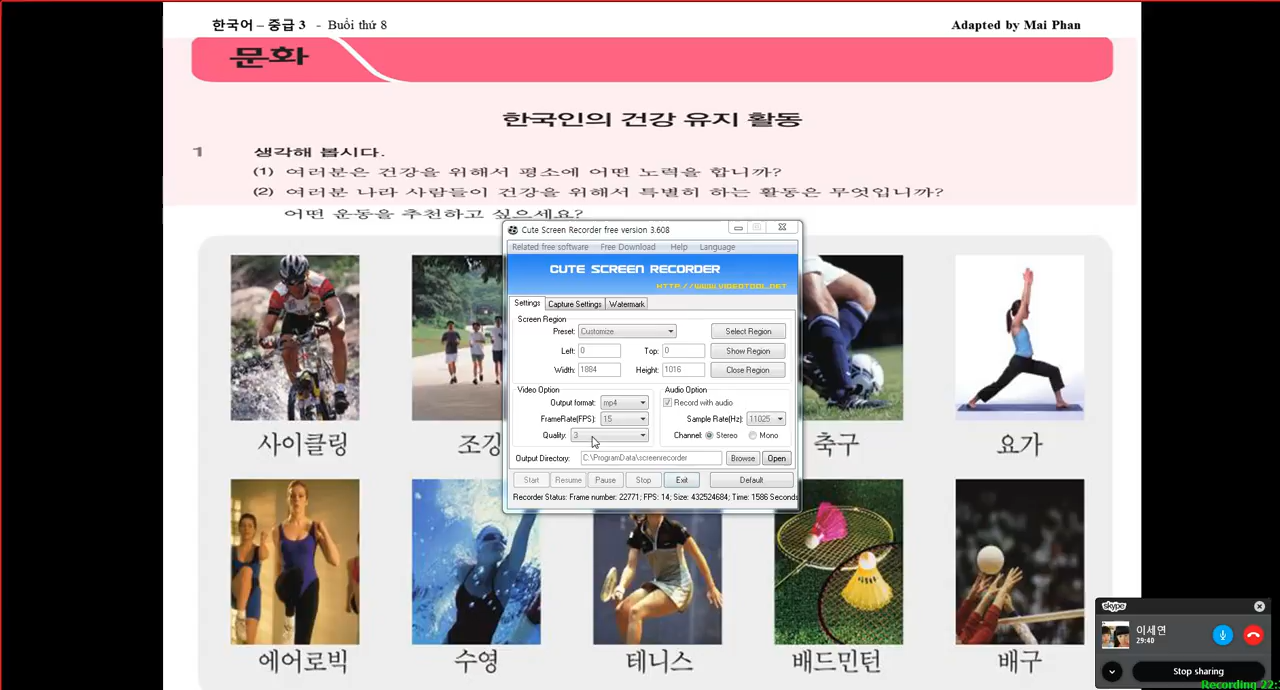 한국어 – 중급 3 - Buổi thứ 8
Adapted by Mai Phan
문화
한국인의 건강 유지 활동
1 생각해 봅시다.
(1) 여러분은 건강을 위해서 평소에 어떤 노력을 합니까?
(2) 여러분 나라 사람들이 건강을 위해서 특별히 하는 활동은 무엇입니까?
어떤 운동을 추천하고 싶으세요?
Cute Screen Recorder free version 3.608
Related free software Free Download Help Language
CUTE SCREEN RECORDER
HTTP://WWW.VIDEOTOOL.NET
Settings Capture Settings Watermark
Screen Region
Preset: Customize Select Region
Left: 0 Top: 0 Show Region
Width: 1884 Height: 1016 Close Region
Video Option Audio Option
Output format: mp4 Record with audio
FrameRate(FPS): 15 Sample Rate(Hz): 11025
Quality: 3 Channel: Stereo Mono
Output Directory: C:\ProgramData\screenrecorder Browse Open
Start Resume Pause Stop Exit Default
Recorder Status: Frame number: 22771; FPS: 14; Size: 432524684; Time: 1586 Seconds
사이클링 조깅 축구 요가
에어로빅 수영 테니스 배드민턴 배구
skype
이세연
29:40
Stop sharing
Recording 22: